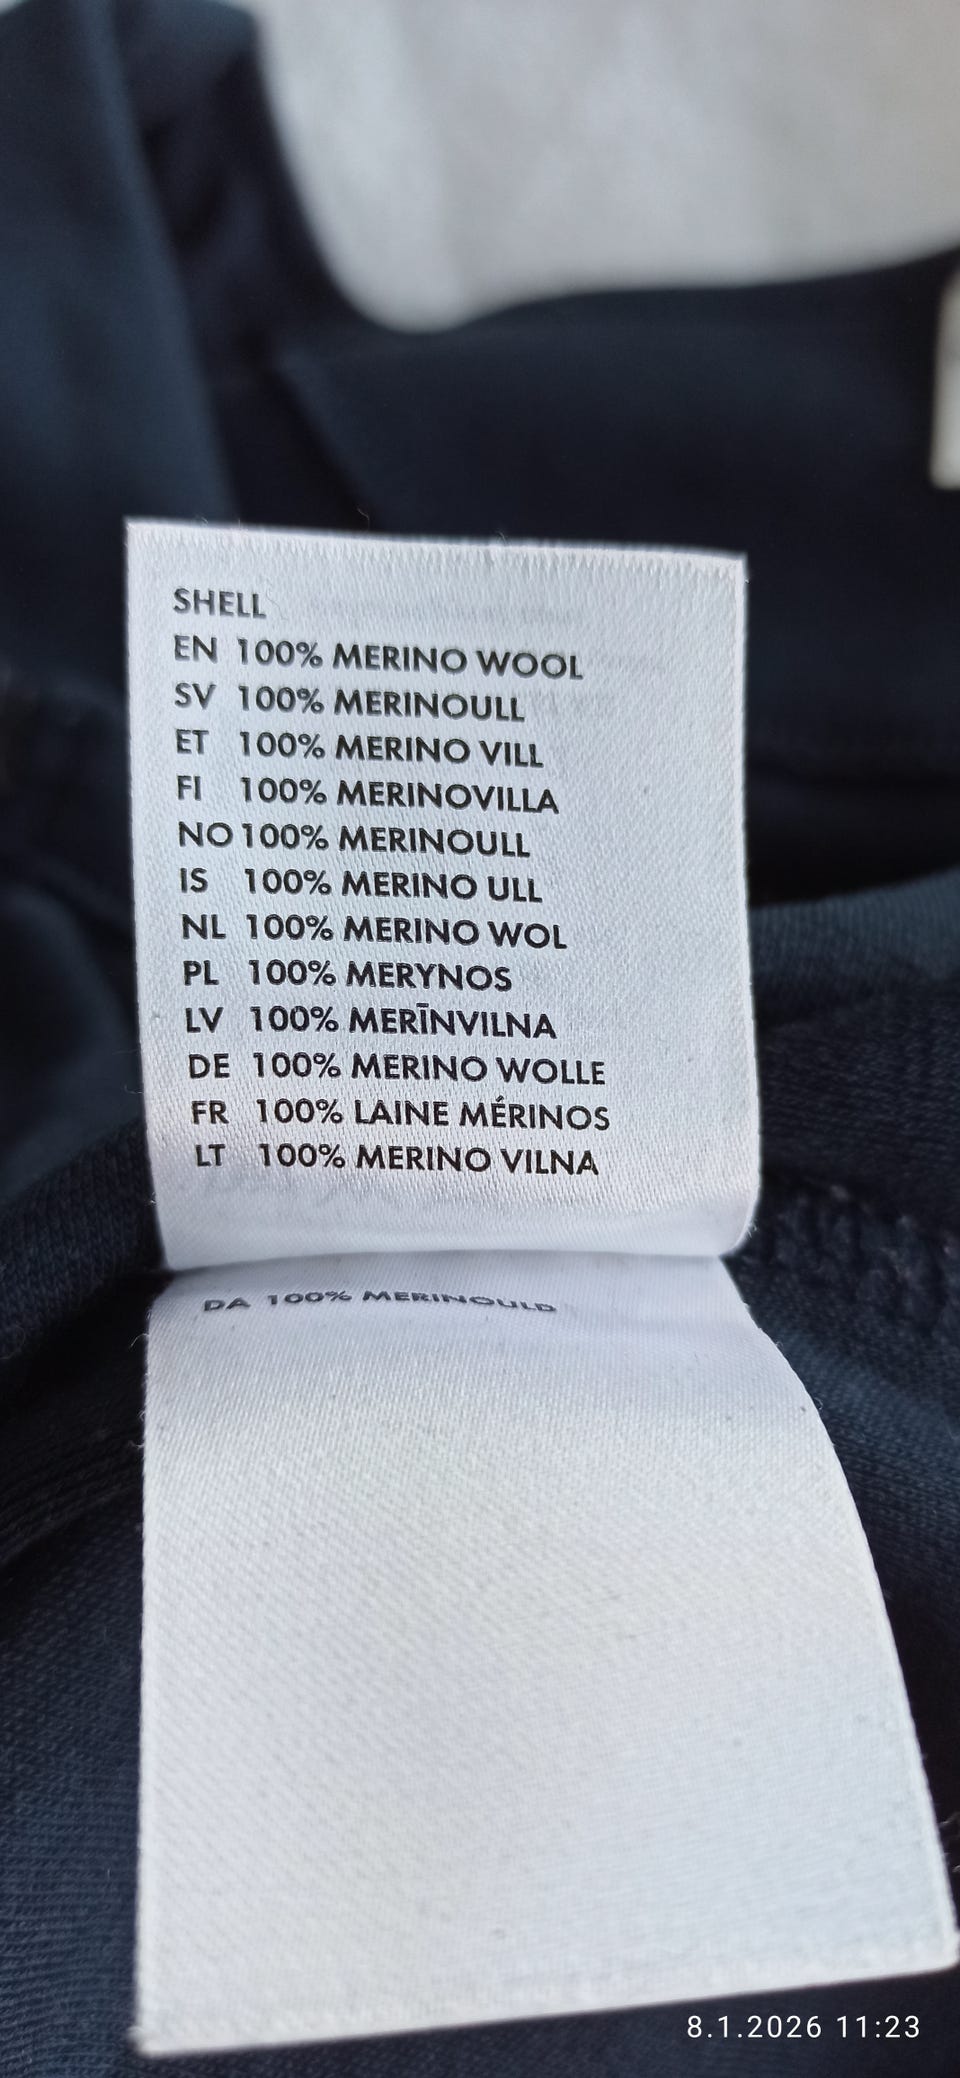 SHELL
EN 100% MERINO WOOL
SV 100% MERINOULL
ET 100% MERINO VILL
FI 100% MERINOVILLA
NO 100% MERINOULL
IS 100% MERINO ULL
NL 100% MERINO WOL
PL 100% MERYNOS
LV 100% MERĪNVILNA
DE 100% MERINO WOLLE
FR 100% LAINE MÉRINOS
LT 100% MERINO VILNA
DA 100% MERINOULD
8.1.2026 11:23